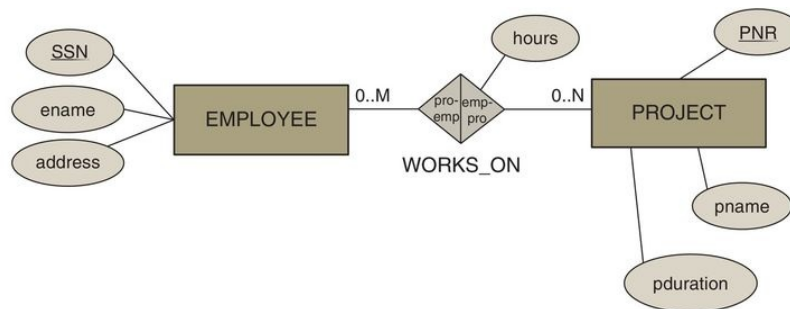 hours
PNR
SSN
0..M
pro-
emp
emp-
pro
0..N
ename
EMPLOYEE
PROJECT
address
WORKS_ON
pname
pduration